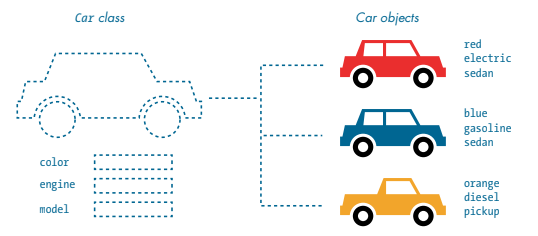 Car class
color
engine
model
Car objects
red
electric
sedan
blue
gasoline
sedan
orange
diesel
pickup